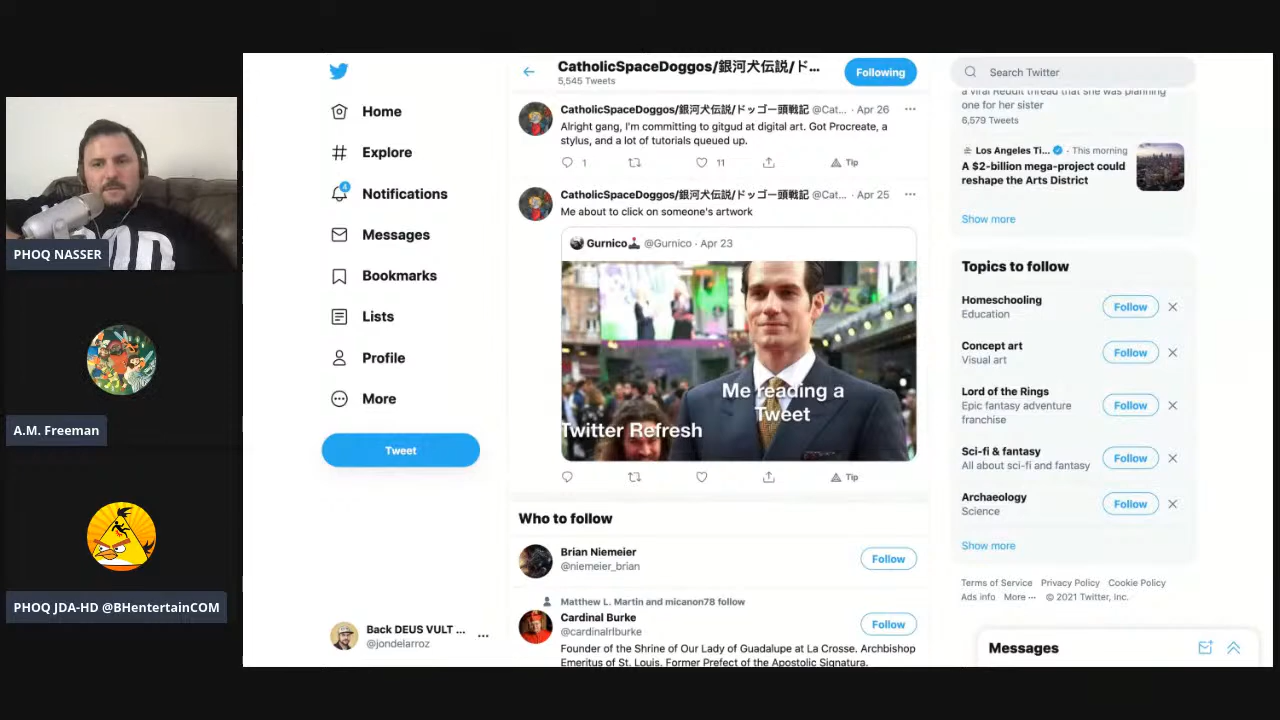 PHOQ NASSER
A.M. Freeman
PHOQ JDA-HD @BHentertainCOM
Home
Explore
4
Notifications
Messages
Bookmarks
Lists
Profile
More
Tweet
Back DEUS VULT ...
@jondelarroz
CatholicSpaceDoggos/銀河犬伝説/ド...
5,545 Tweets
Following
CatholicSpaceDoggos/銀河犬伝説/ドッゴー頭戦記 @Cat... · Apr 26
Alright gang, I'm committing to gitgud at digital art. Got Procreate, a
stylus, and a lot of tutorials queued up.
1 11 Tip
CatholicSpaceDoggos/銀河犬伝説/ドッゴー頭戦記 @Cat... · Apr 25
Me about to click on someone's artwork
Gurnico @Gurnico · Apr 23
Me reading a
Tweet
Twitter Refresh
Tip
Who to follow
Brian Niemeier
@niemeier_brian
Follow
Matthew L. Martin and micanon78 follow
Cardinal Burke
@cardinalrlburke
Follow
Founder of the Shrine of Our Lady of Guadalupe at La Crosse. Archbishop
Emeritus of St. Louis. Former Prefect of the Apostolic Signatura.
Search Twitter
a viral Reddit thread that she was planning
one for her sister
6,579 Tweets
Los Angeles Ti... · This morning
A $2-billion mega-project could
reshape the Arts District
Show more
Topics to follow
Homeschooling
Education
Follow
Concept art
Visual art
Follow
Lord of the Rings
Epic fantasy adventure
franchise
Follow
Sci-fi & fantasy
All about sci-fi and fantasy
Follow
Archaeology
Science
Follow
Show more
Terms of Service Privacy Policy Cookie Policy
Ads info More ··· © 2021 Twitter, Inc.
Messages